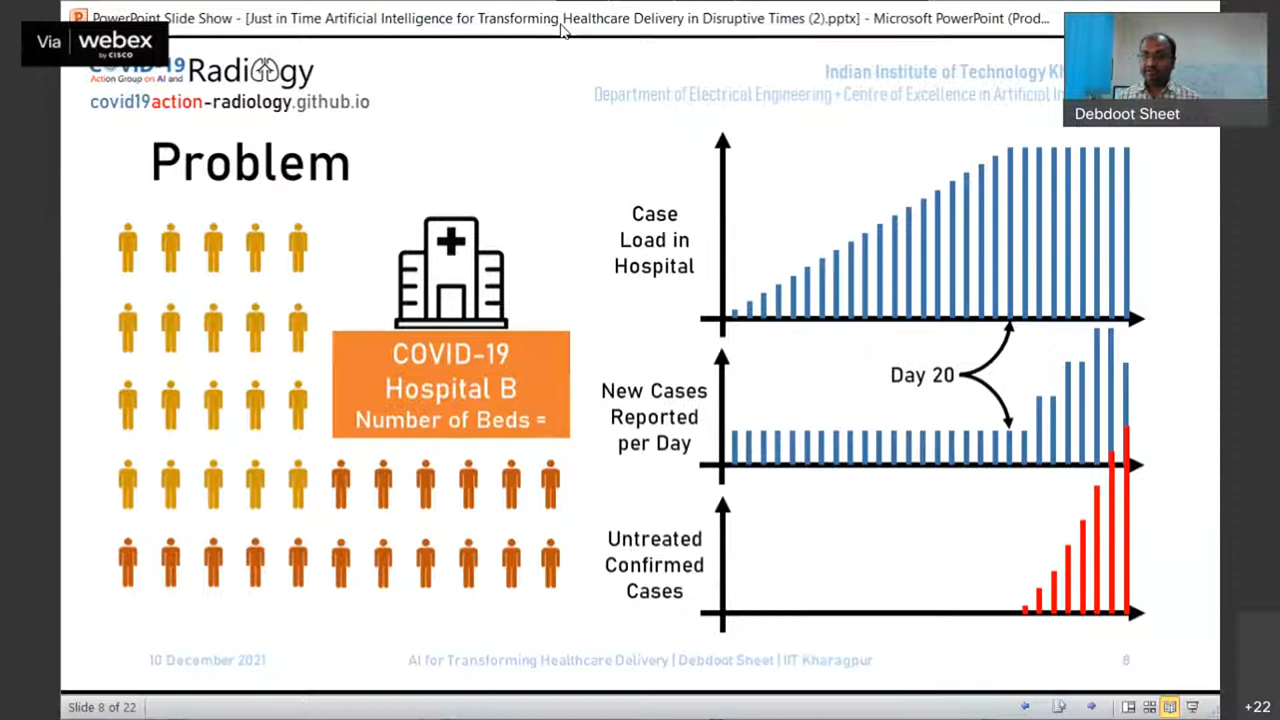 PowerPoint Slide Show - [Just in Time Artificial Intelligence for Transforming Healthcare Delivery in Disruptive Times (2).pptx] - Microsoft PowerPoint (Prod...
Via webex
by CISCO
COVID-19
Action Group on AI and Radiology
covid19action-radiology.github.io
Indian Institute of Technology
Department of Electrical Engineering • Centre of Excellence in Artificial
Debdoot Sheet
Problem
COVID-19
Hospital B
Number of Beds =
Case
Load in
Hospital
Day 20
New Cases
Reported
per Day
Untreated
Confirmed
Cases
10 December 2021
AI for Transforming Healthcare Delivery | Debdoot Sheet | IIT Kharagpur
8
Slide 8 of 22
+22